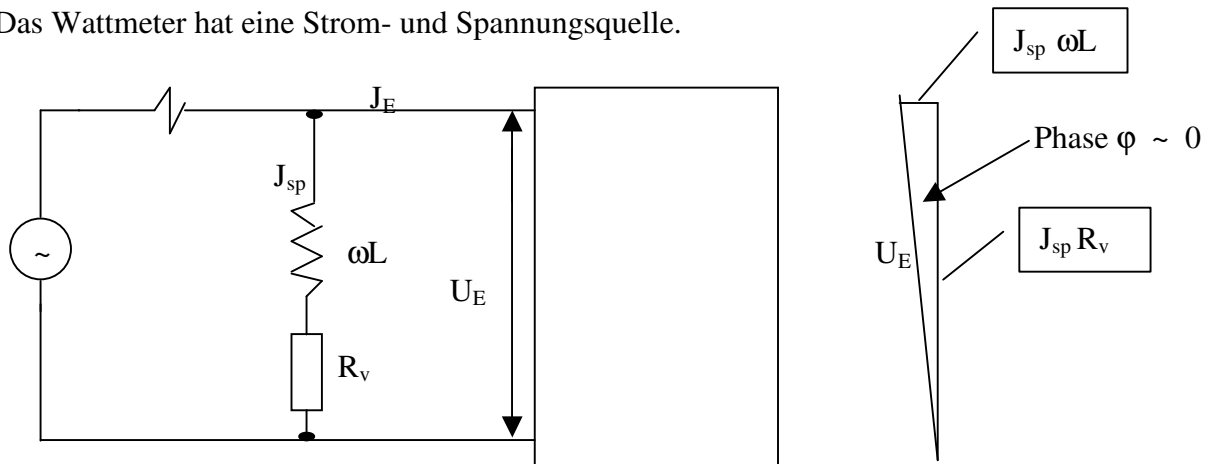 Das Wattmeter hat eine Strom- und Spannungsquelle.
J_sp ωL
J_E
Phase φ ~ 0
J_sp
J_sp R_v
~
ωL
U_E
U_E
R_v